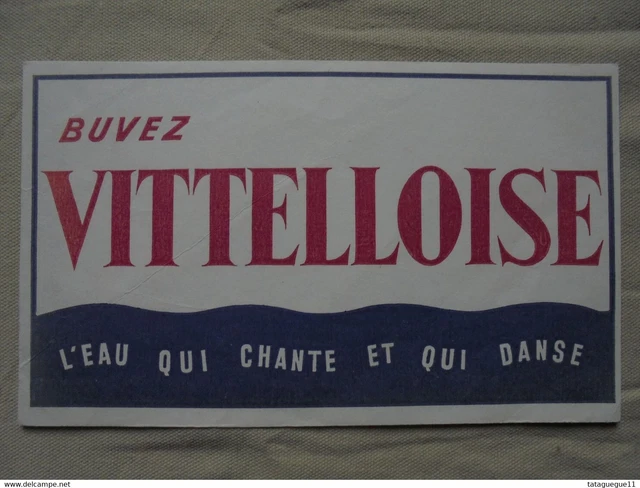 BUVEZ
VITTELLOISE
L'EAU QUI CHANTE ET QUI DANSE
www.delcampe.net
tataguegue11